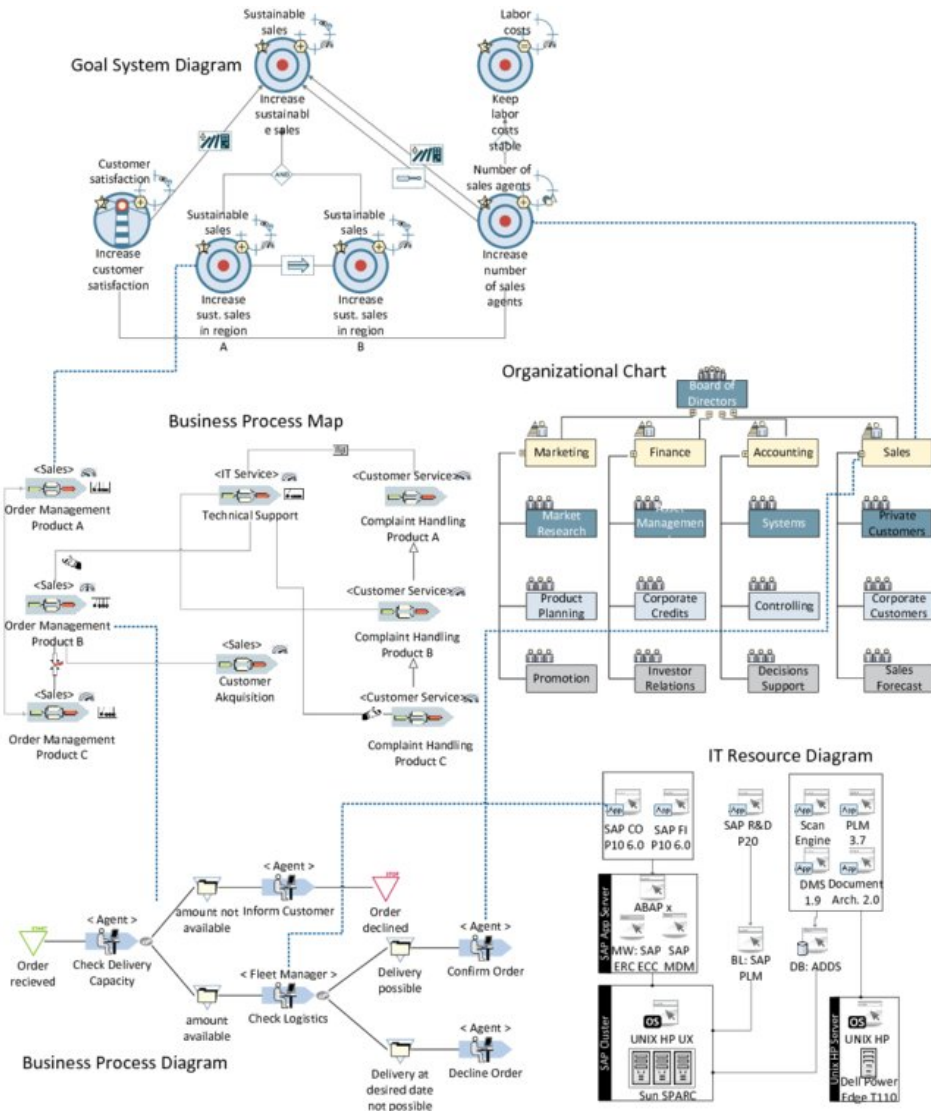 Goal System Diagram
Sustainable
sales
Increase
sustainabl
e sales
Labor
costs
Keep
labor
costs
stable
Customer
satisfaction
Increase
customer
satisfaction
AND
Number of
sales agents
Increase
number
of sales
agents
Sustainable
sales
Increase
sust. sales
in region
A
Sustainable
sales
Increase
sust. sales
in region
B
Organizational Chart
Board of
Directors
Marketing
Finance
Accounting
Sales
Market
Research
Managemen
Systems
Private
Customers
Product
Planning
Corporate
Credits
Controlling
Corporate
Customers
Promotion
Investor
Relations
Decisions
Support
Sales
Forecast
Business Process Map
<Sales>
Order Management
Product A
<IT Service>
Technical Support
<Customer Service>
Complaint Handling
Product A
<Sales>
Order Management
Product B
<Customer Service>
Complaint Handling
Product B
<Sales>
Customer
Akquisition
<Sales>
Order Management
Product C
<Customer Service>
Complaint Handling
Product C
IT Resource Diagram
App
SAP CO
P10 6.0
App
SAP FI
P10 6.0
App
SAP R&D
P20
App
Scan
Engine
App
PLM
3.7
App
DMS
1.9
App
Document
Arch. 2.0
SAP App Server
ABAP x
MW: SAP
ERC ECC
SAP
MDM
BL: SAP
PLM
DB: ADDS
SAP Cluster
OS
UNIX HP UX
Sun SPARC
Unix HP Server
OS
UNIX HP
Dell Power
Edge T110
Business Process Diagram
START
Order
recieved
< Agent >
Check Delivery
Capacity
amount not
available
< Agent >
Inform Customer
STOP
Order
declined
amount
available
< Fleet Manager >
Check Logistics
Delivery
possible
< Agent >
Confirm Order
Delivery at
desired date
not possible
< Agent >
Decline Order